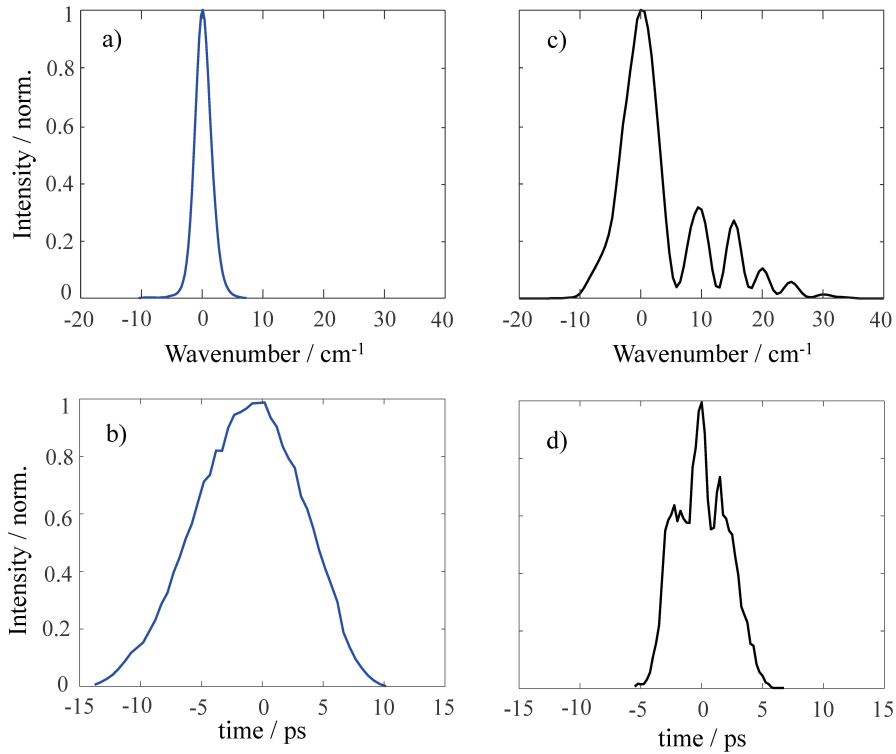 a)
Intensity / norm.
1
0.8
0.6
0.4
0.2
0
-20 -10 0 10 20 30 40
Wavenumber / cm-1
c)
-20 -10 0 10 20 30 40
Wavenumber / cm-1
b)
Intensity / norm.
1
0.8
0.6
0.4
0.2
0
-15 -10 -5 0 5 10 15
time / ps
d)
-15 -10 -5 0 5 10 15
time / ps